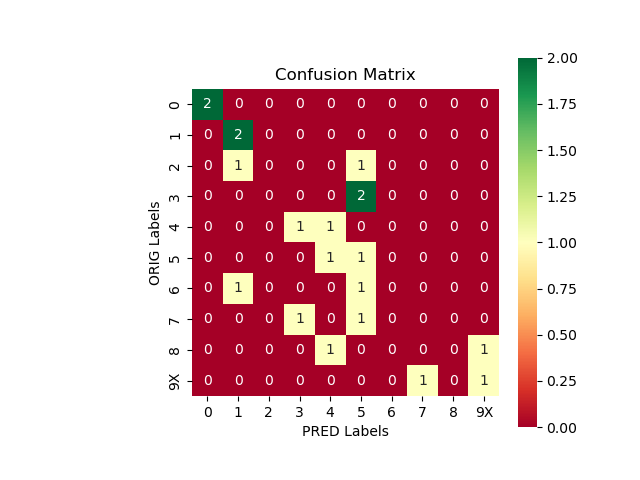 Confusion Matrix
ORIG Labels
0 2 0 0 0 0 0 0 0 0 0
1 0 2 0 0 0 0 0 0 0 0
2 0 1 0 0 0 1 0 0 0 0
3 0 0 0 0 0 2 0 0 0 0
4 0 0 0 1 1 0 0 0 0 0
5 0 0 0 0 1 1 0 0 0 0
6 0 1 0 0 0 1 0 0 0 0
7 0 0 0 1 0 1 0 0 0 0
8 0 0 0 0 1 0 0 0 0 1
9X 0 0 0 0 0 0 0 1 0 1
0 1 2 3 4 5 6 7 8 9X
PRED Labels
2.00
1.75
1.50
1.25
1.00
0.75
0.50
0.25
0.00